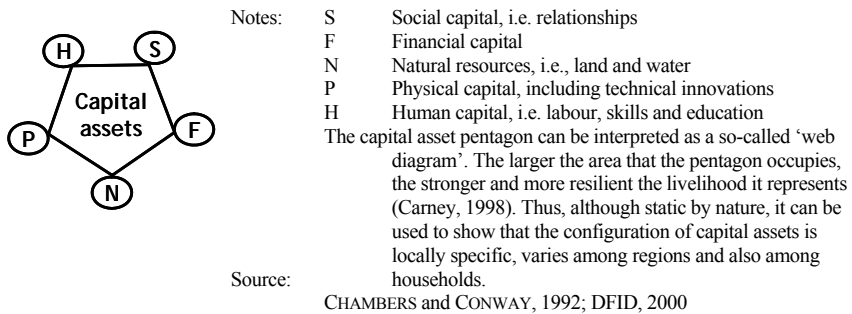 H
S
Capital
assets
P
F
N
Notes: S Social capital, i.e. relationships
F Financial capital
N Natural resources, i.e., land and water
P Physical capital, including technical innovations
H Human capital, i.e. labour, skills and education
The capital asset pentagon can be interpreted as a so-called ‘web
diagram’. The larger the area that the pentagon occupies,
the stronger and more resilient the livelihood it represents
(Carney, 1998). Thus, although static by nature, it can be
used to show that the configuration of capital assets is
locally specific, varies among regions and also among
Source: households.
CHAMBERS and CONWAY, 1992; DFID, 2000